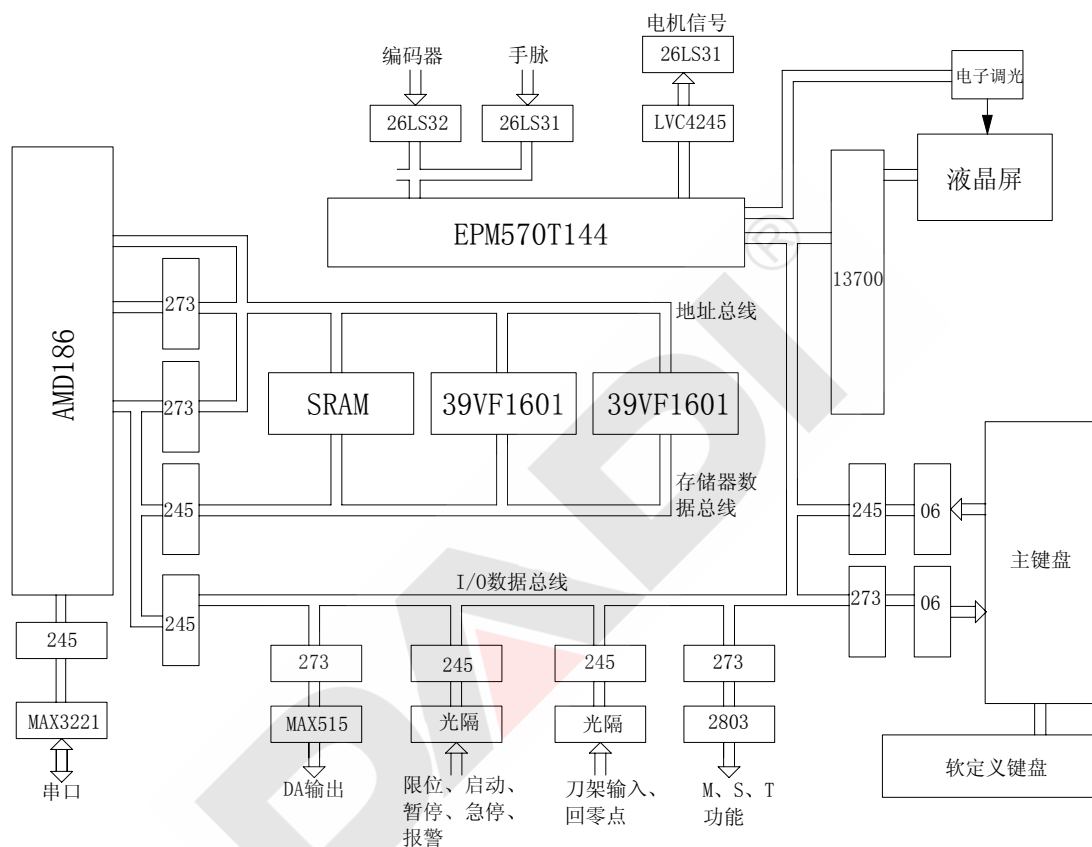 电机信号
编码器
手脉
26LS31
电子调光
26LS32
26LS31
LVC4245
液晶屏
EPM570T144
13700
AMD186
273
地址总线
273
SRAM
39VF1601
39VF1601
存储器数
据总线
245
245
06
主键盘
I/O数据总线
245
273
06
245
273
245
245
273
MAX3221
MAX515
光隔
光隔
2803
软定义键盘
串口
DA输出
限位、启动、
暂停、急停、
报警
刀架输入、
回零点
M、S、T
功能
DADI®